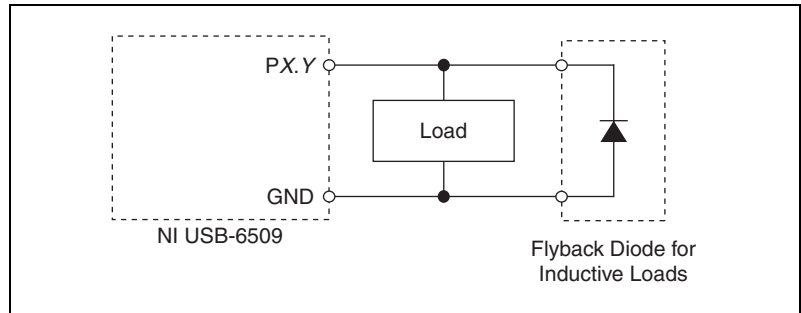 PX.Y
Load
GND
NI USB-6509
Flyback Diode for
Inductive Loads